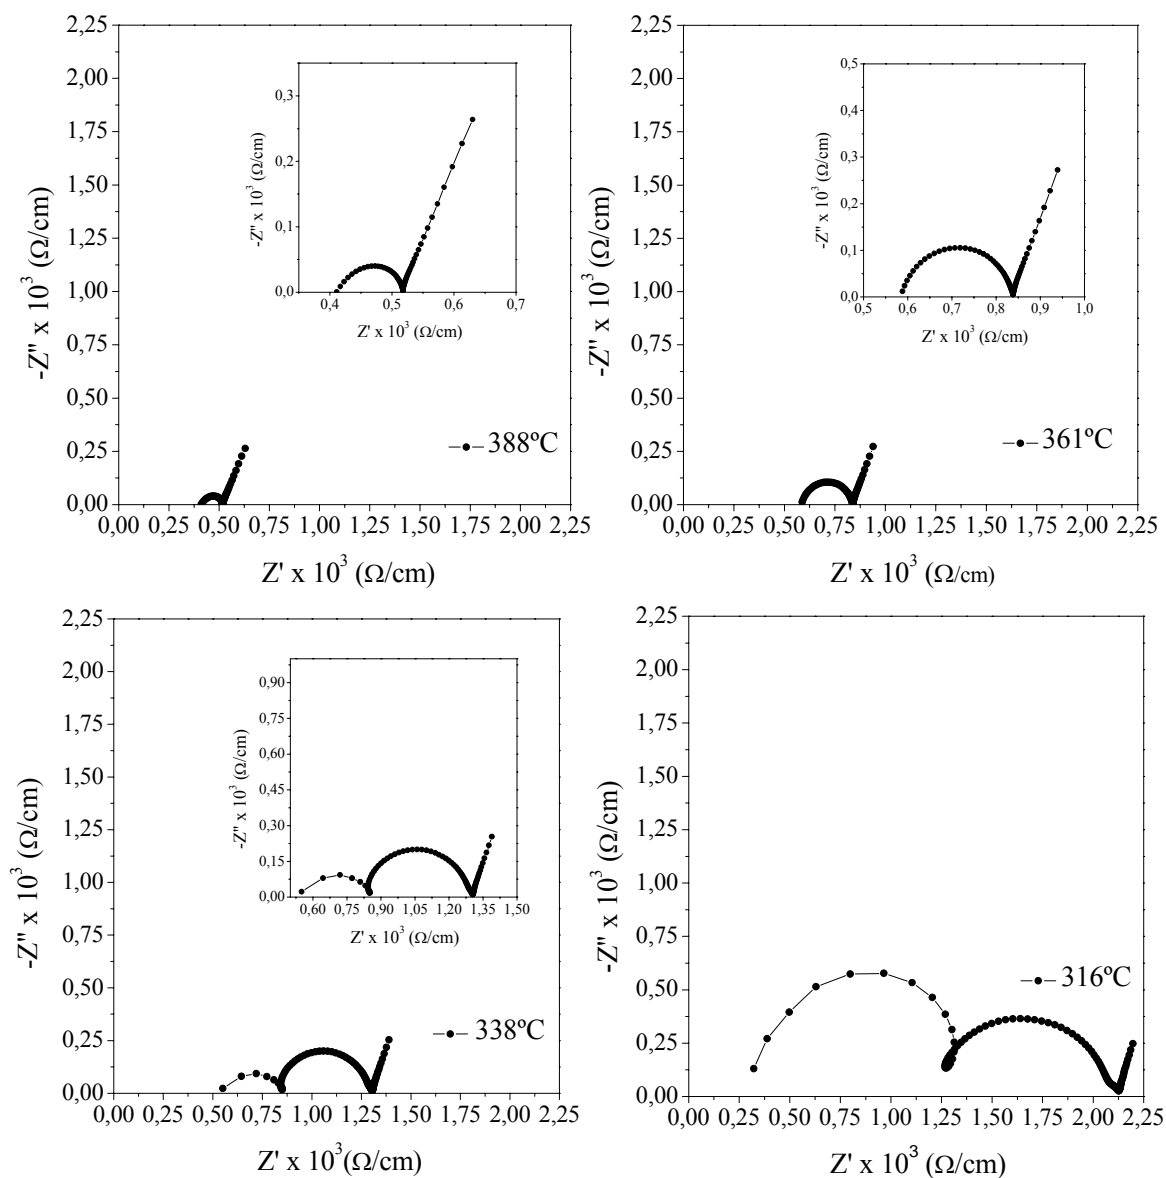 2,25
2,00
1,75
1,50
1,25
1,00
0,75
0,50
0,25
0,00
-Z'' x 10³ (Ω/cm)
0,00 0,25 0,50 0,75 1,00 1,25 1,50 1,75 2,00 2,25
Z' x 10³ (Ω/cm)
388ºC
0,3
0,2
0,1
0,0
-Z'' x 10³ (Ω/cm)
0,4 0,5 0,6 0,7
Z' x 10³ (Ω/cm)
2,25
2,00
1,75
1,50
1,25
1,00
0,75
0,50
0,25
0,00
-Z'' x 10³ (Ω/cm)
0,00 0,25 0,50 0,75 1,00 1,25 1,50 1,75 2,00 2,25
Z' x 10³ (Ω/cm)
361ºC
0,5
0,4
0,3
0,2
0,1
0,0
-Z'' x 10³ (Ω/cm)
0,5 0,6 0,7 0,8 0,9 1,0
Z' x 10³ (Ω/cm)
2,25
2,00
1,75
1,50
1,25
1,00
0,75
0,50
0,25
0,00
-Z'' x 10³ (Ω/cm)
0,00 0,25 0,50 0,75 1,00 1,25 1,50 1,75 2,00 2,25
Z' x 10³(Ω/cm)
338ºC
0,90
0,75
0,60
0,45
0,30
0,15
0,00
-Z'' x 10³ (Ω/cm)
0,60 0,75 0,90 1,05 1,20 1,35 1,50
Z' x 10³ (Ω/cm)
2,25
2,00
1,75
1,50
1,25
1,00
0,75
0,50
0,25
0,00
-Z'' x 10³ (Ω/cm)
0,00 0,25 0,50 0,75 1,00 1,25 1,50 1,75 2,00 2,25
Z' x 10³ (Ω/cm)
316ºC